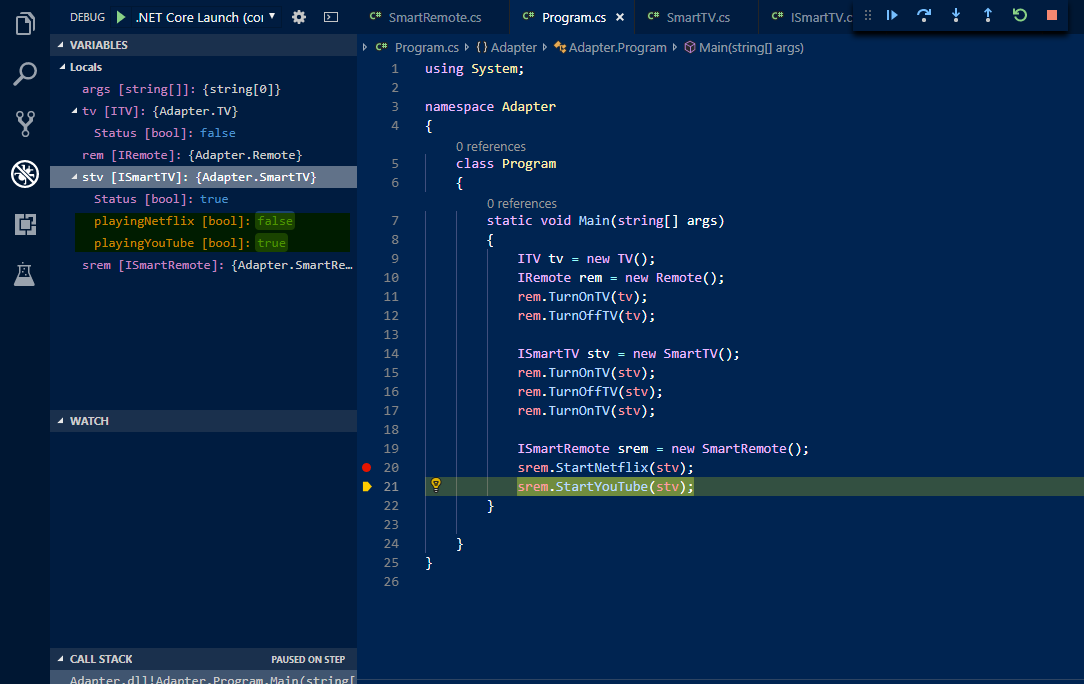 DEBUG .NET Core Launch (cor
C# SmartRemote.cs C# Program.cs × C# SmartTV.cs C# ISmartTV.c
VARIABLES
Locals
args [string[]]: {string[0]}
tv [ITV]: {Adapter.TV}
Status [bool]: false
rem [IRemote]: {Adapter.Remote}
stv [ISmartTV]: {Adapter.SmartTV}
Status [bool]: true
playingNetflix [bool]: false
playingYouTube [bool]: true
srem [ISmartRemote]: {Adapter.SmartRe…
WATCH
CALL STACK PAUSED ON STEP
Adapter.dll!Adapter.Program.Main(string[
C# Program.cs {} Adapter Adapter.Program Main(string[] args)
1 using System;
2
3 namespace Adapter
4 {
0 references
5 class Program
6 {
0 references
7 static void Main(string[] args)
8 {
9 ITV tv = new TV();
10 IRemote rem = new Remote();
11 rem.TurnOnTV(tv);
12 rem.TurnOffTV(tv);
13
14 ISmartTV stv = new SmartTV();
15 rem.TurnOnTV(stv);
16 rem.TurnOffTV(stv);
17 rem.TurnOnTV(stv);
18
19 ISmartRemote srem = new SmartRemote();
20 srem.StartNetflix(stv);
21 srem.StartYouTube(stv);
22 }
23
24 }
25 }
26